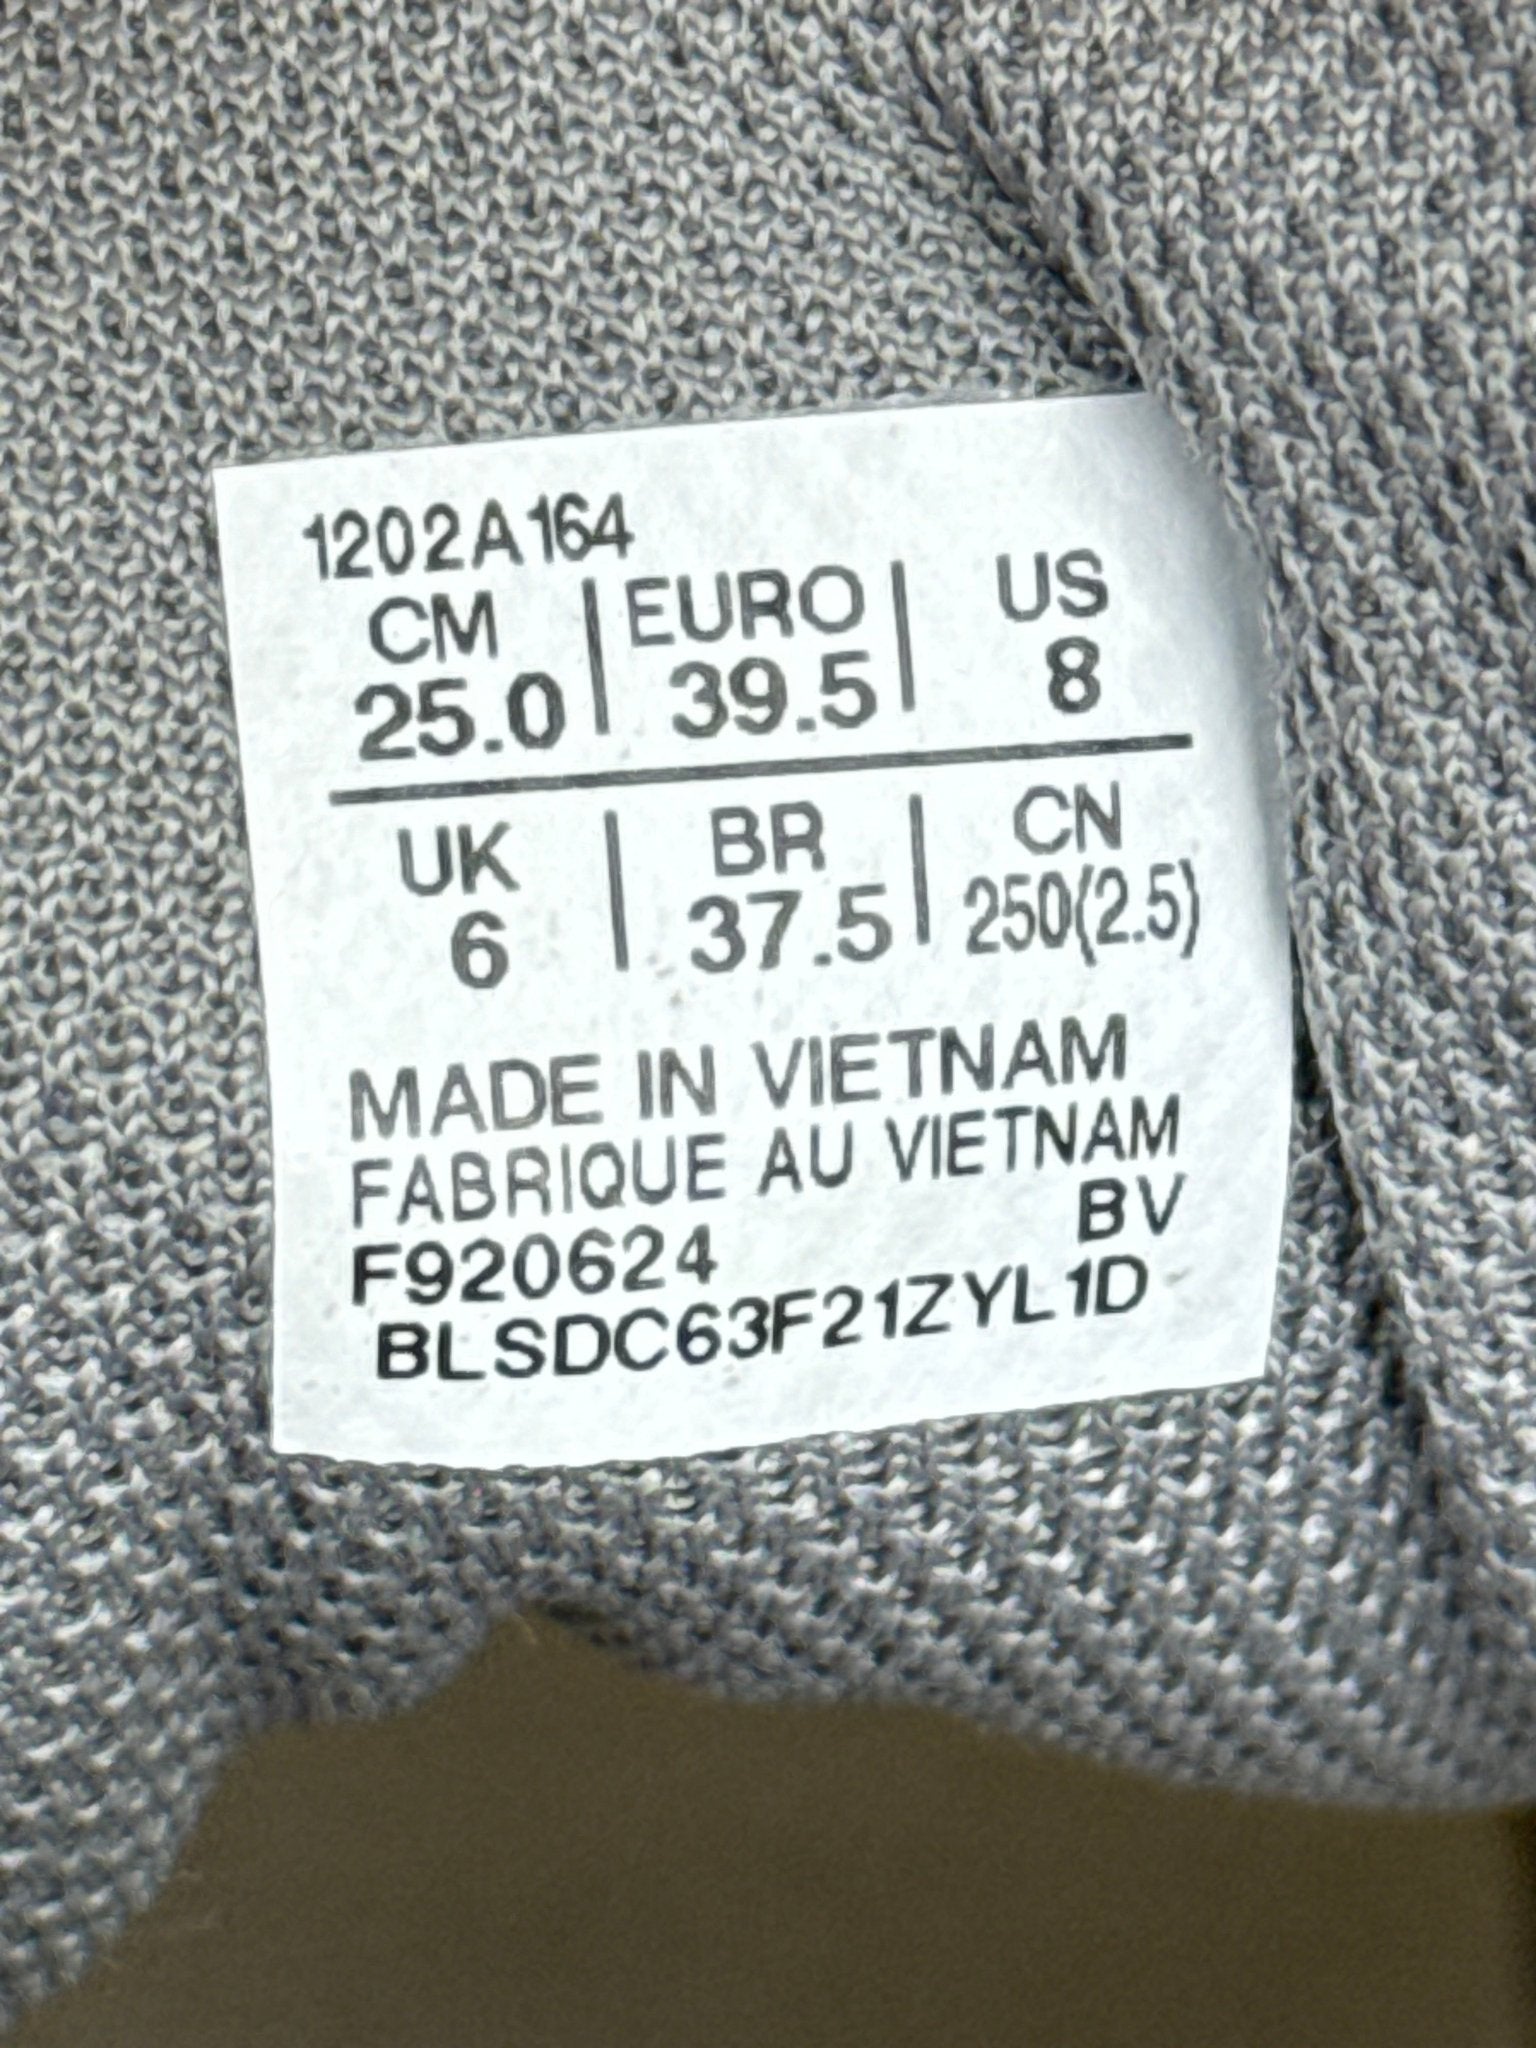 1202A164
CM EURO US
25.0 39.5 8
UK BR CN
6 37.5 250(2.5)
MADE IN VIETNAM
FABRIQUE AU VIETNAM
F920624 BV
BLSDC63F21ZYL1D